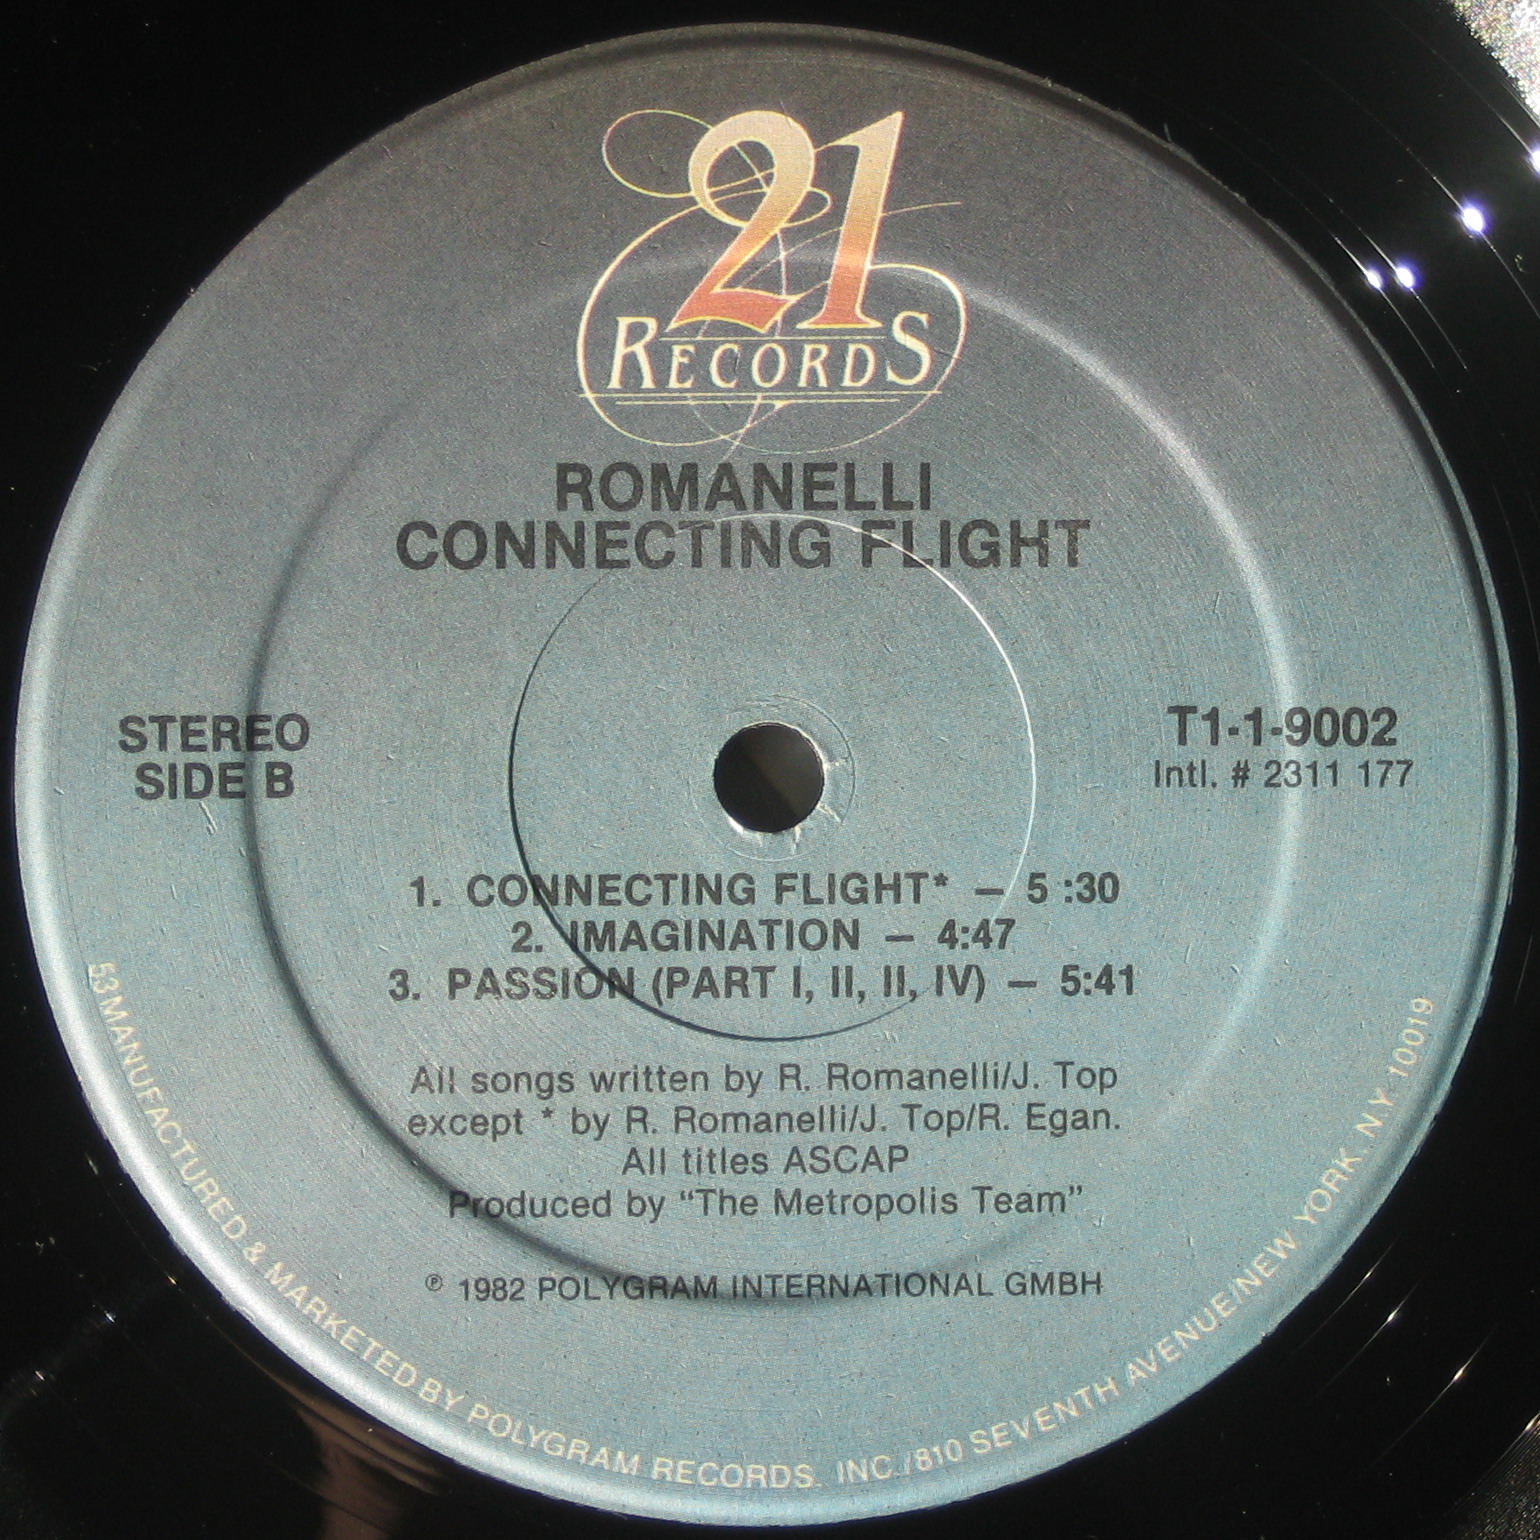 21
RECORDS
ROMANELLI
CONNECTING FLIGHT
STEREO
SIDE B
T1-1-9002
Intl. # 2311 177
1. CONNECTING FLIGHT* – 5 :30
2. IMAGINATION – 4:47
3. PASSION (PART I, II, II, IV) – 5:41
All songs written by R. Romanelli/J. Top
except * by R. Romanelli/J. Top/R. Egan.
All titles ASCAP
Produced by “The Metropolis Team”
℗ 1982 POLYGRAM INTERNATIONAL GMBH
53 MANUFACTURED & MARKETED BY POLYGRAM RECORDS. INC./810 SEVENTH AVENUE/NEW YORK. N.Y. 10019